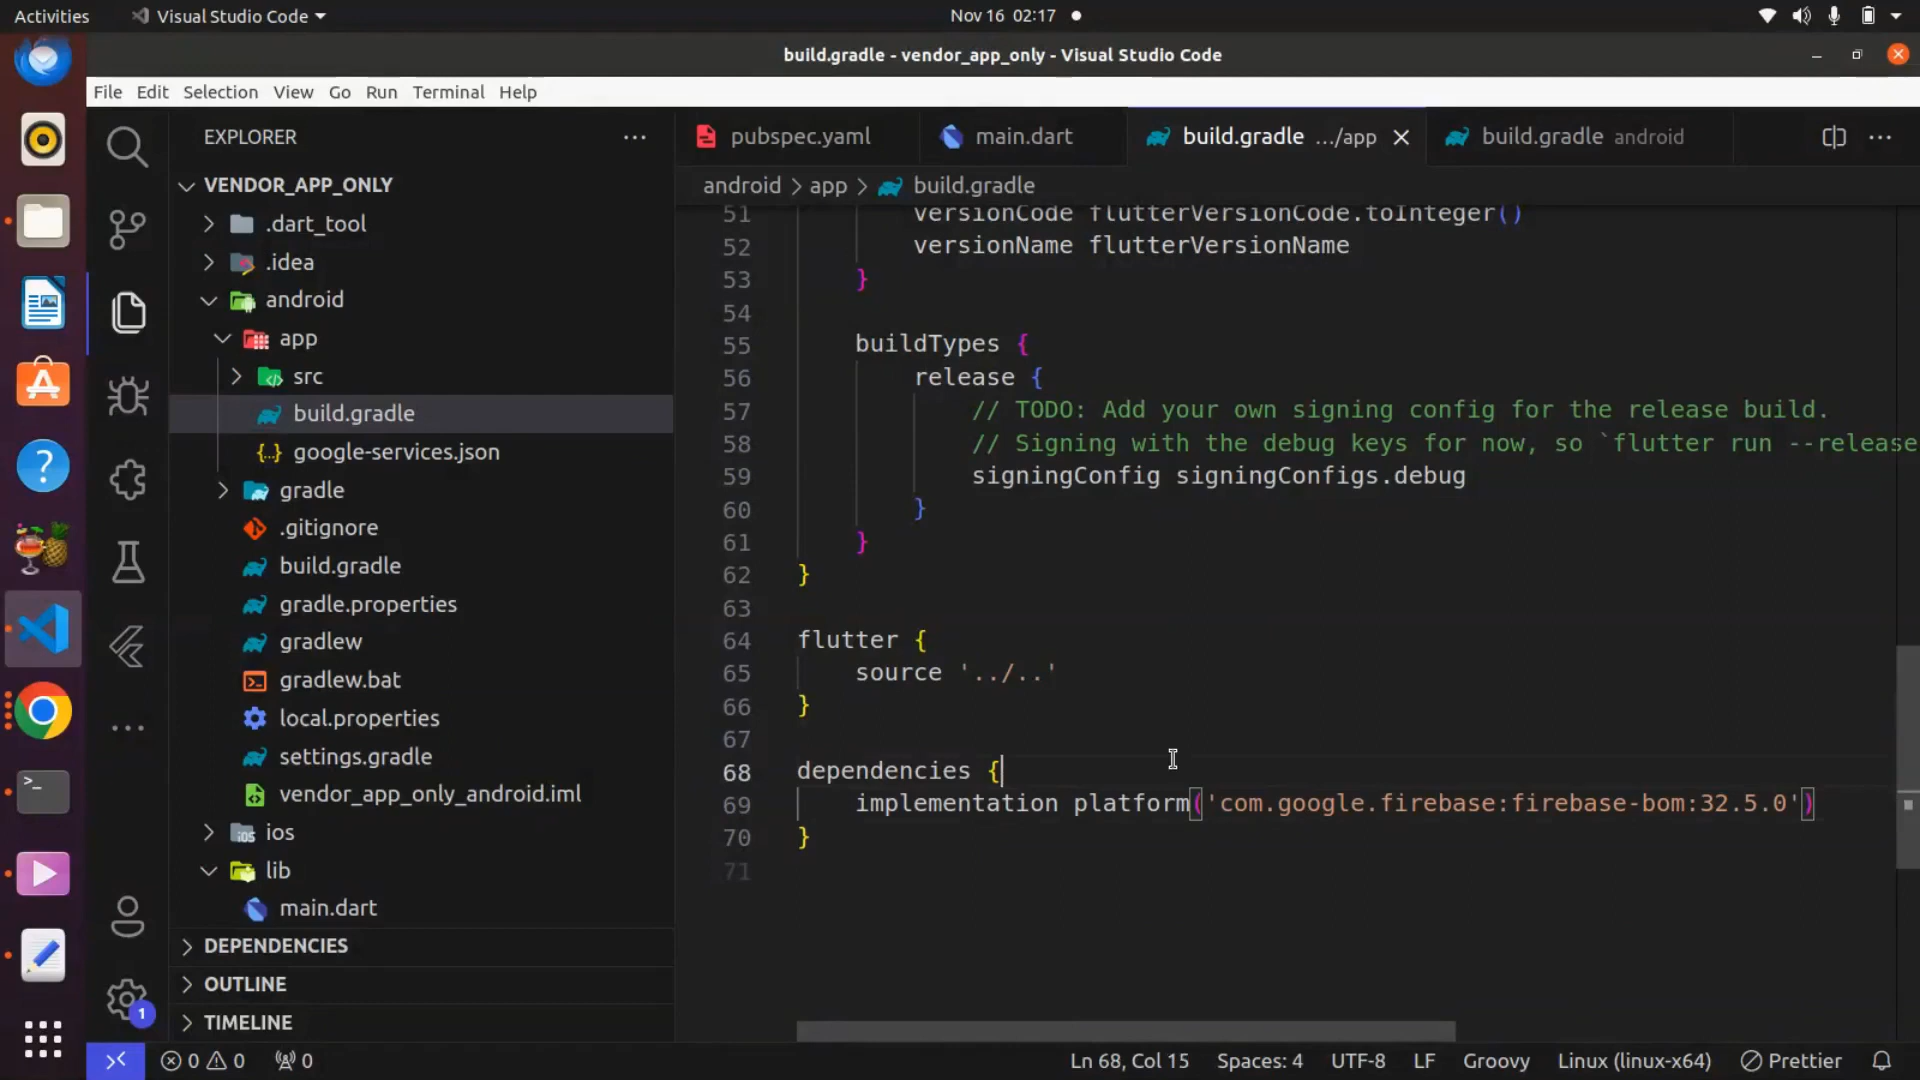 Activities
Visual Studio Code
Nov 16 02:17
build.gradle - vendor_app_only - Visual Studio Code
File Edit Selection View Go Run Terminal Help
EXPLORER
VENDOR_APP_ONLY
.dart_tool
.idea
android
app
src
build.gradle
google-services.json
gradle
.gitignore
build.gradle
gradle.properties
gradlew
gradlew.bat
local.properties
settings.gradle
vendor_app_only_android.iml
ios
lib
main.dart
DEPENDENCIES
OUTLINE
TIMELINE
1
pubspec.yaml
main.dart
build.gradle .../app
build.gradle android
android > app > build.gradle
51 versionCode flutterVersionCode.toInteger()
52 versionName flutterVersionName
53 }
54
55 buildTypes {
56 release {
57 // TODO: Add your own signing config for the release build.
58 // Signing with the debug keys for now, so `flutter run --release
59 signingConfig signingConfigs.debug
60 }
61 }
62 }
63
64 flutter {
65 source '../..'
66 }
67
68 dependencies {
69 implementation platform('com.google.firebase:firebase-bom:32.5.0')
70 }
71
0 0 0
Ln 68, Col 15
Spaces: 4
UTF-8
LF
Groovy
Linux (linux-x64)
Prettier